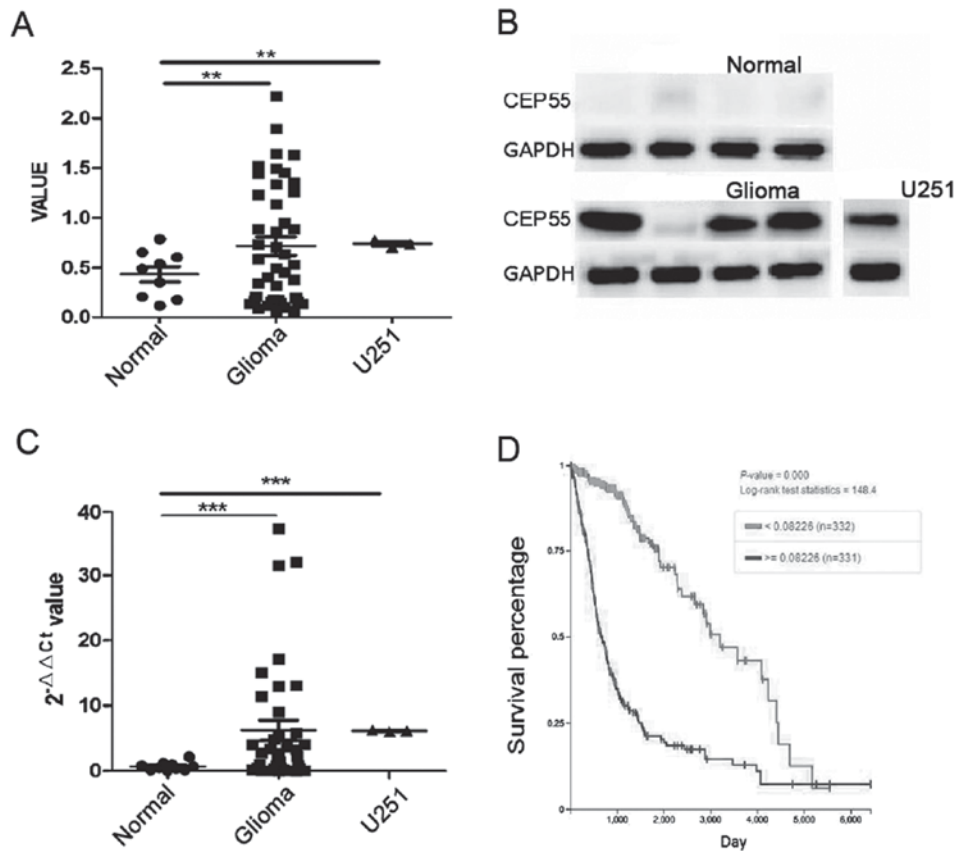 A
**
**
2.5
2.0
1.5
1.0
0.5
0.0
VALUE
Normal
Glioma
U251
B
Normal
CEP55
GAPDH
Glioma
U251
CEP55
GAPDH
C
***
***
40
30
20
10
0
2-ΔΔCt value
Normal
Glioma
U251
D
P-value = 0.000
Log-rank test statistics = 148.4
< 0.08226 (n=332)
>= 0.08226 (n=331)
1
0.75
0.5
0.25
0
Survival percentage
1,000
2,000
3,000
4,000
5,000
6,000
Day